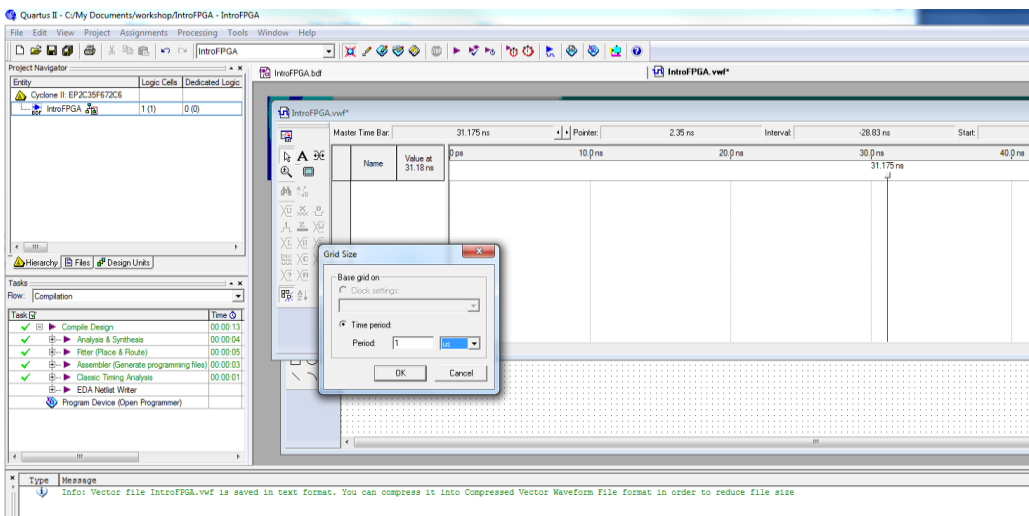 Quartus II - C:/My Documents/workshop/IntroFPGA - IntroFPGA
File Edit View Project Assignments Processing Tools Window Help
IntroFPGA
Project Navigator
Entity Logic Cells Dedicated Logic
Cyclone II: EP2C35F672C6
IntroFPGA 1 (1) 0 (0)
Hierarchy Files Design Units
Tasks
Flow: Compilation
Task Time
Compile Design 00:00:13
Analysis & Synthesis 00:00:04
Fitter (Place & Route) 00:00:05
Assembler (Generate programming files) 00:00:03
Classic Timing Analysis 00:00:01
EDA Netlist Writer
Program Device (Open Programmer)
IntroFPGA.bdf IntroFPGA.vwf*
IntroFPGA.vwf*
Master Time Bar: 31.175 ns Pointer: 2.35 ns Interval: -28.83 ns Start:
Name Value at 31.18 ns
0 ps 10.0 ns 20.0 ns 30.0 ns 40.0 ns
31.175 ns
Grid Size
Base grid on
Clock settings:
Time period:
Period: 1 us
OK Cancel
Type Message
Info: Vector file IntroFPGA.vwf is saved in text format. You can compress it into Compressed Vector Waveform File format in order to reduce file size